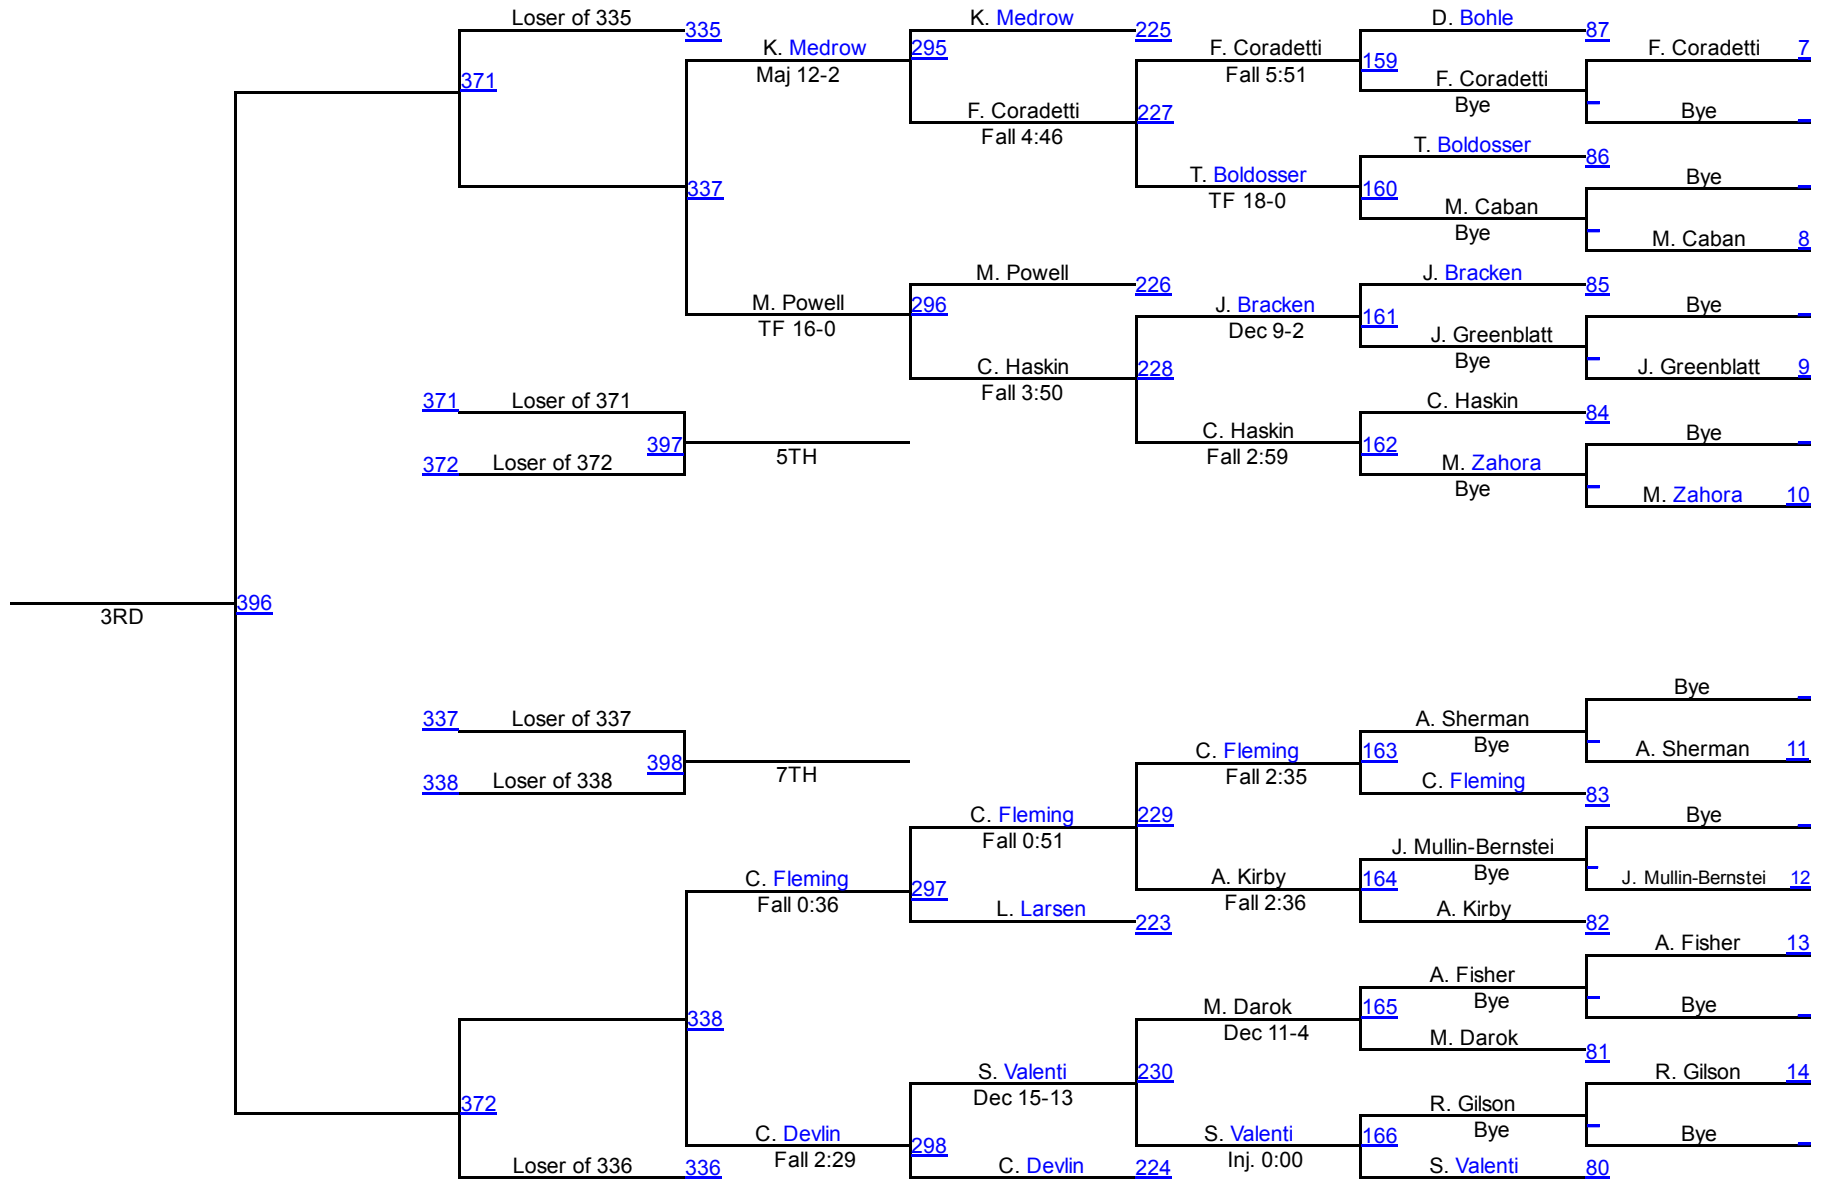 Loser of 335
335
K. Medrow
225
D. Bohle
87
F. Coradetti
7
K. Medrow
Maj 12-2
295
F. Coradetti
Fall 5:51
159
F. Coradetti
Bye
371
F. Coradetti
Fall 4:46
227
Bye
T. Boldosser
86
337
T. Boldosser
TF 18-0
160
Bye
M. Caban
Bye
M. Caban
8
M. Powell
226
J. Bracken
85
M. Powell
TF 16-0
296
J. Bracken
Dec 9-2
161
Bye
J. Greenblatt
Bye
C. Haskin
Fall 3:50
228
J. Greenblatt
9
371
Loser of 371
C. Haskin
84
397
5TH
C. Haskin
Fall 2:59
162
Bye
372
Loser of 372
M. Zahora
Bye
M. Zahora
10
3RD
396
Bye
337
Loser of 337
A. Sherman
Bye
398
7TH
C. Fleming
Fall 2:35
163
A. Sherman
11
338
Loser of 338
C. Fleming
83
C. Fleming
Fall 0:51
229
Bye
J. Mullin-Bernstei
Bye
C. Fleming
Fall 0:36
297
A. Kirby
Fall 2:36
164
J. Mullin-Bernstei
12
L. Larsen
223
A. Kirby
82
A. Fisher
13
A. Fisher
Bye
338
M. Darok
Dec 11-4
165
Bye
M. Darok
81
S. Valenti
Dec 15-13
230
R. Gilson
14
372
R. Gilson
Bye
C. Devlin
Fall 2:29
298
S. Valenti
Inj. 0:00
166
Bye
Loser of 336
336
C. Devlin
224
S. Valenti
80